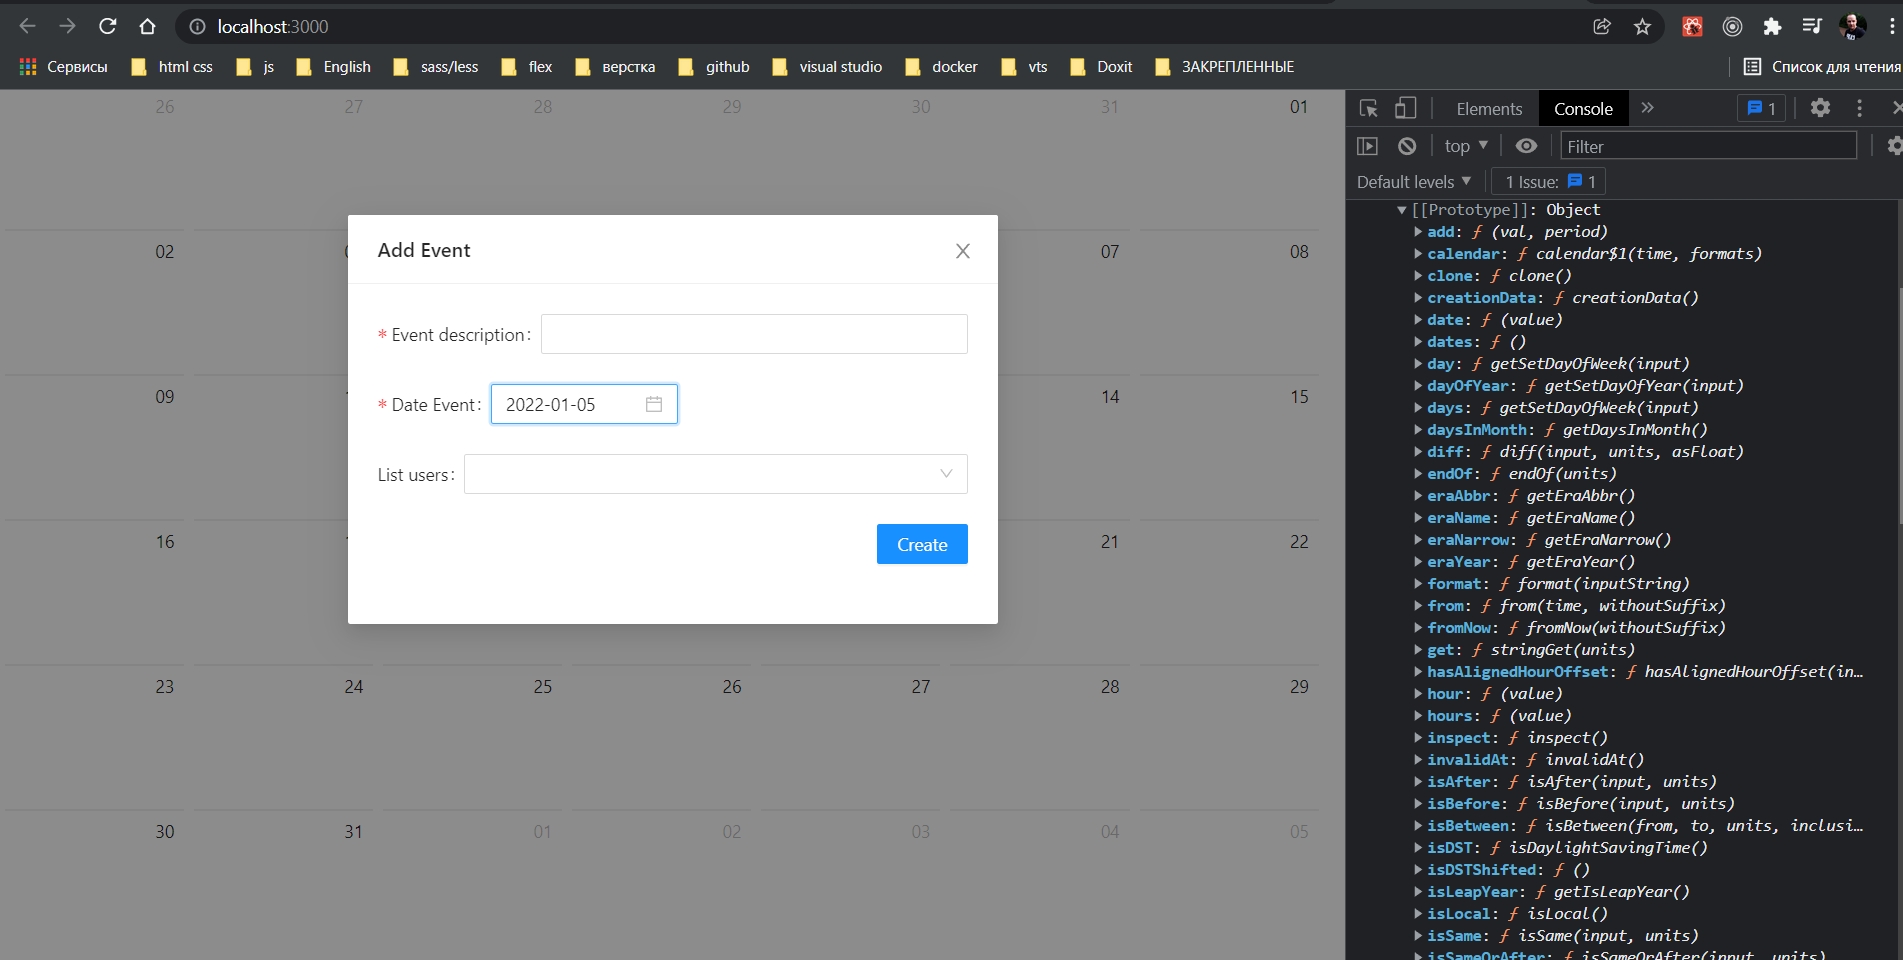 localhost:3000
Сервисы html css js English sass/less flex верстка github visual studio docker vts Doxit ЗАКРЕПЛЕННЫЕ Список для чтения
26 27 28 29 30 31 01
02 07 08
09 14 15
16 21 22
23 24 25 26 27 28 29
30 31 01 02 03 04 05
Add Event
* Event description:
* Date Event: 2022-01-05
List users:
Create
Elements Console 1
top Filter
Default levels 1 Issue: 1
[[Prototype]]: Object
add: ƒ (val, period)
calendar: ƒ calendar$1(time, formats)
clone: ƒ clone()
creationData: ƒ creationData()
date: ƒ (value)
dates: ƒ ()
day: ƒ getSetDayOfWeek(input)
dayOfYear: ƒ getSetDayOfYear(input)
days: ƒ getSetDayOfWeek(input)
daysInMonth: ƒ getDaysInMonth()
diff: ƒ diff(input, units, asFloat)
endOf: ƒ endOf(units)
eraAbbr: ƒ getEraAbbr()
eraName: ƒ getEraName()
eraNarrow: ƒ getEraNarrow()
eraYear: ƒ getEraYear()
format: ƒ format(inputString)
from: ƒ from(time, withoutSuffix)
fromNow: ƒ fromNow(withoutSuffix)
get: ƒ stringGet(units)
hasAlignedHourOffset: ƒ hasAlignedHourOffset(in…
hour: ƒ (value)
hours: ƒ (value)
inspect: ƒ inspect()
invalidAt: ƒ invalidAt()
isAfter: ƒ isAfter(input, units)
isBefore: ƒ isBefore(input, units)
isBetween: ƒ isBetween(from, to, units, inclusi…
isDST: ƒ isDaylightSavingTime()
isDSTShifted: ƒ ()
isLeapYear: ƒ getIsLeapYear()
isLocal: ƒ isLocal()
isSame: ƒ isSame(input, units)
isSameOrAfter: ƒ isSameOrAfter(input, units)